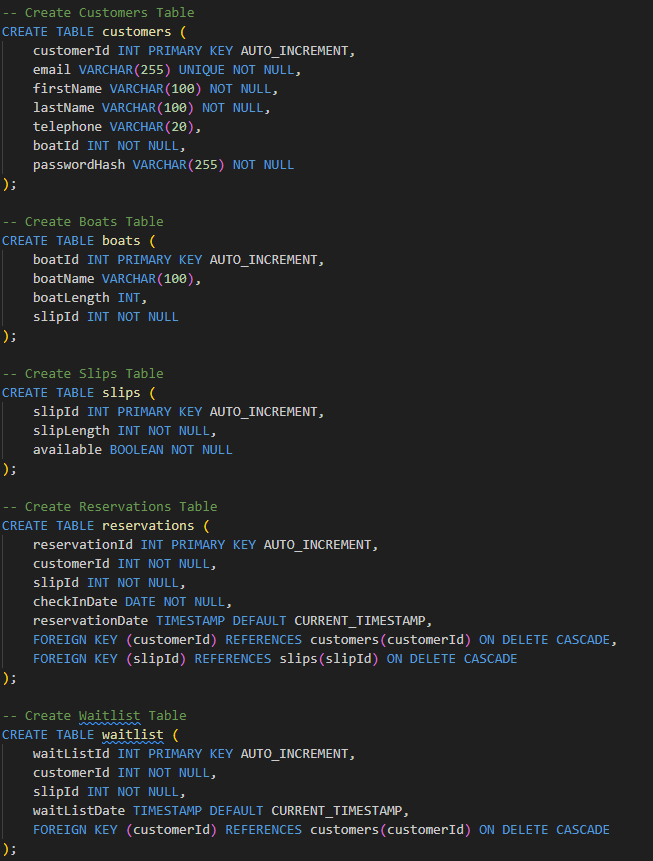 -- Create Customers Table
CREATE TABLE customers (
    customerId INT PRIMARY KEY AUTO_INCREMENT,
    email VARCHAR(255) UNIQUE NOT NULL,
    firstName VARCHAR(100) NOT NULL,
    lastName VARCHAR(100) NOT NULL,
    telephone VARCHAR(20),
    boatId INT NOT NULL,
    passwordHash VARCHAR(255) NOT NULL
);

-- Create Boats Table
CREATE TABLE boats (
    boatId INT PRIMARY KEY AUTO_INCREMENT,
    boatName VARCHAR(100),
    boatLength INT,
    slipId INT NOT NULL
);

-- Create Slips Table
CREATE TABLE slips (
    slipId INT PRIMARY KEY AUTO_INCREMENT,
    slipLength INT NOT NULL,
    available BOOLEAN NOT NULL
);

-- Create Reservations Table
CREATE TABLE reservations (
    reservationId INT PRIMARY KEY AUTO_INCREMENT,
    customerId INT NOT NULL,
    slipId INT NOT NULL,
    checkInDate DATE NOT NULL,
    reservationDate TIMESTAMP DEFAULT CURRENT_TIMESTAMP,
    FOREIGN KEY (customerId) REFERENCES customers(customerId) ON DELETE CASCADE,
    FOREIGN KEY (slipId) REFERENCES slips(slipId) ON DELETE CASCADE
);

-- Create Waitlist Table
CREATE TABLE waitlist (
    waitListId INT PRIMARY KEY AUTO_INCREMENT,
    customerId INT NOT NULL,
    slipId INT NOT NULL,
    waitListDate TIMESTAMP DEFAULT CURRENT_TIMESTAMP,
    FOREIGN KEY (customerId) REFERENCES customers(customerId) ON DELETE CASCADE
);